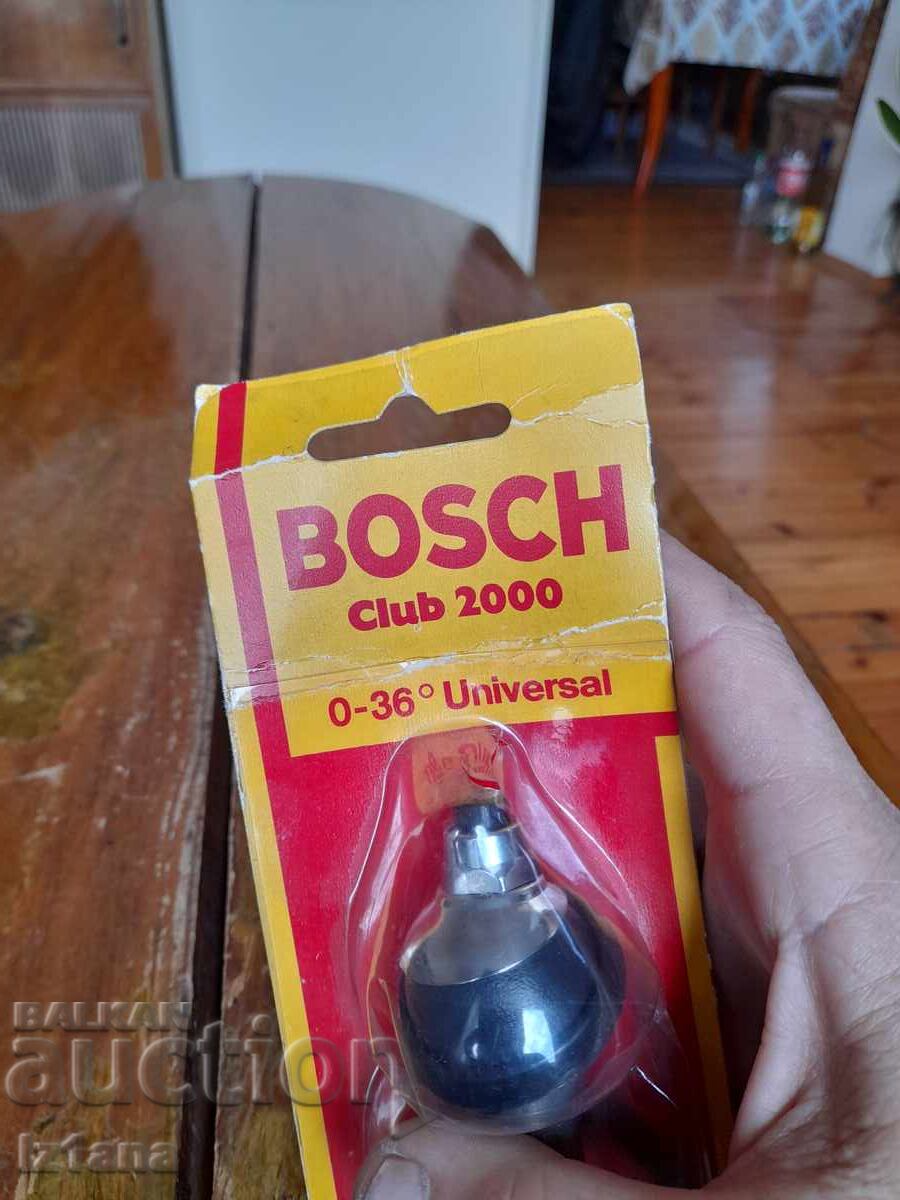 BOSCH
Club 2000
0-36° Universal
BALKAN
auction
Iztana